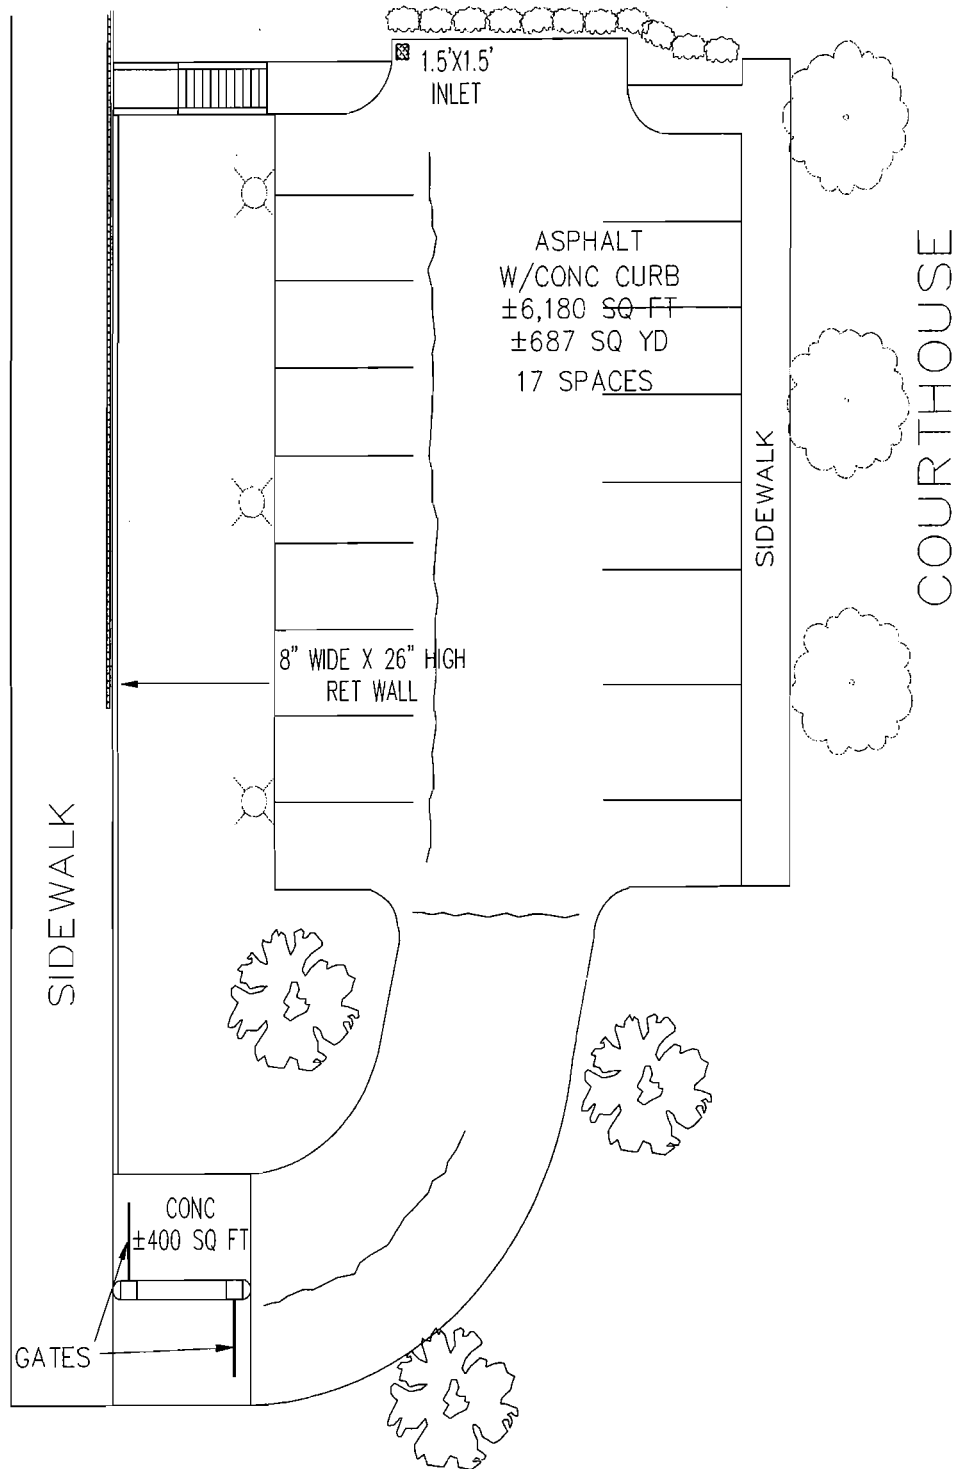 1.5'X1.5'
INLET
ASPHALT
W/CONC CURB
±6,180 SQ FT
±687 SQ YD
17 SPACES
COURTHOUSE
SIDEWALK
8" WIDE X 26" HIGH
RET WALL
SIDEWALK
CONC
±400 SQ FT
GATES